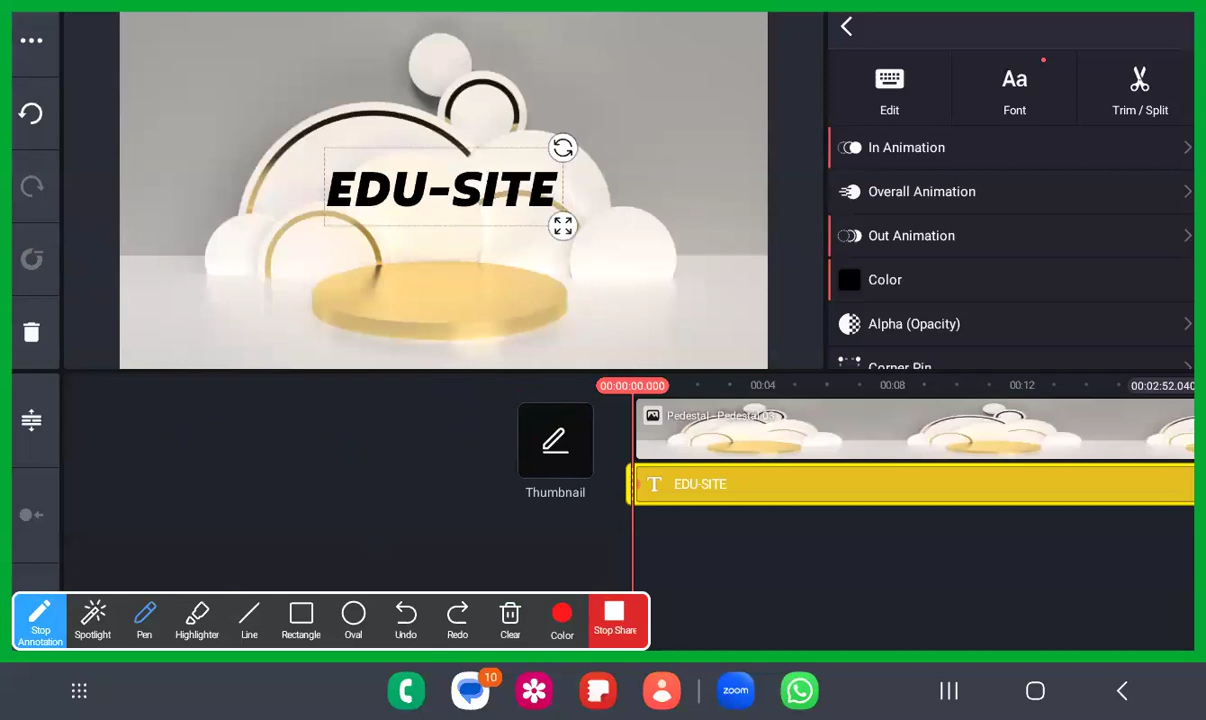 Edit
Font
Trim / Split
In Animation
Overall Animation
Out Animation
Color
Alpha (Opacity)
Corner Pin
EDU-SITE
00:00:00.000
00:04
00:08
00:12
00:02:52.040
Pedestal - Pedestal 03
Thumbnail
T EDU-SITE
Stop Annotation
Spotlight
Pen
Highlighter
Line
Rectangle
Oval
Undo
Redo
Clear
Color
Stop Share
10
zoom